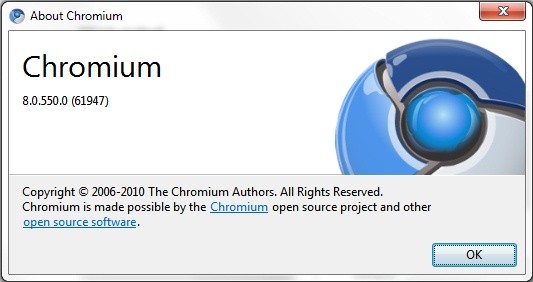 About Chromium
Chromium
8.0.550.0 (61947)
Copyright © 2006-2010 The Chromium Authors. All Rights Reserved.
Chromium is made possible by the Chromium open source project and other
open source software.
OK